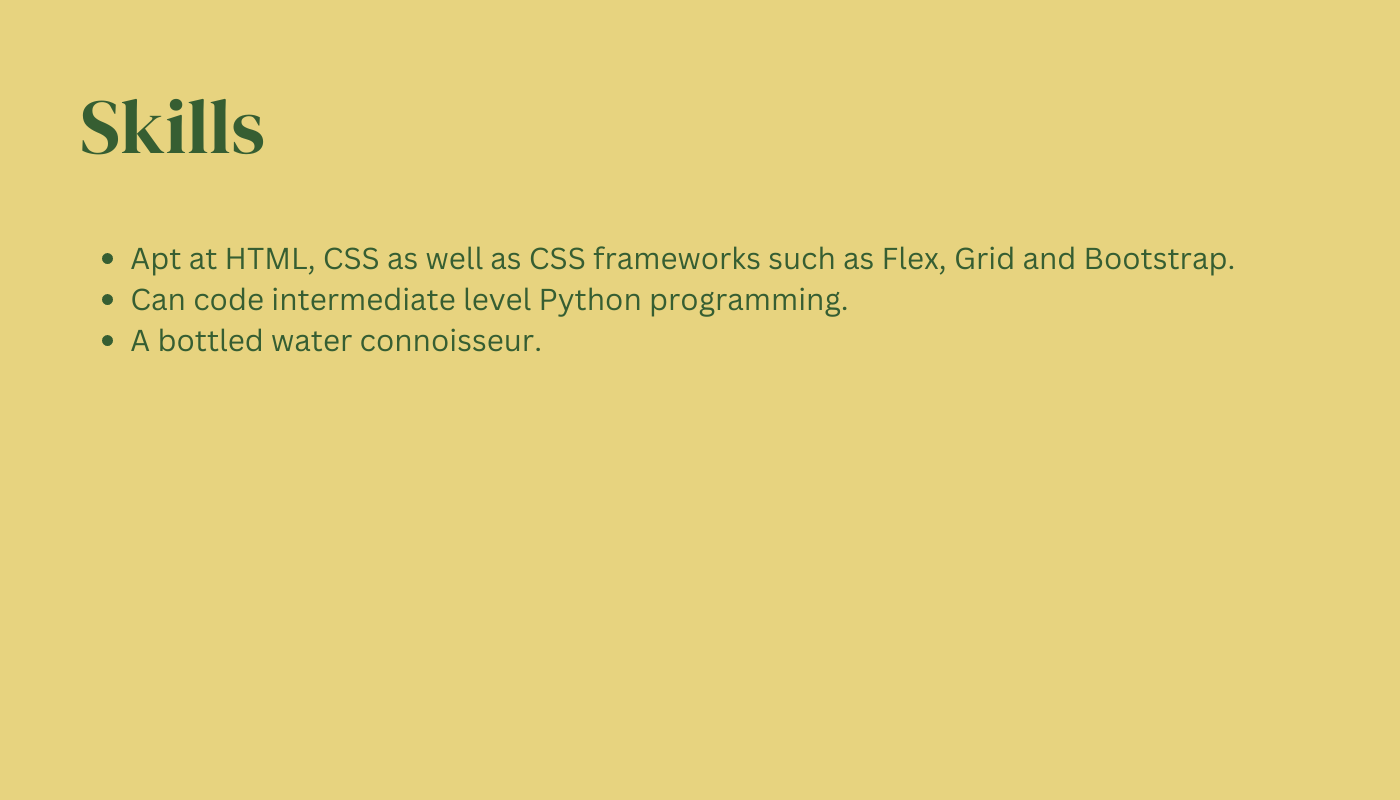 Skills
• Apt at HTML, CSS as well as CSS frameworks such as Flex, Grid and Bootstrap.
• Can code intermediate level Python programming.
• A bottled water connoisseur.